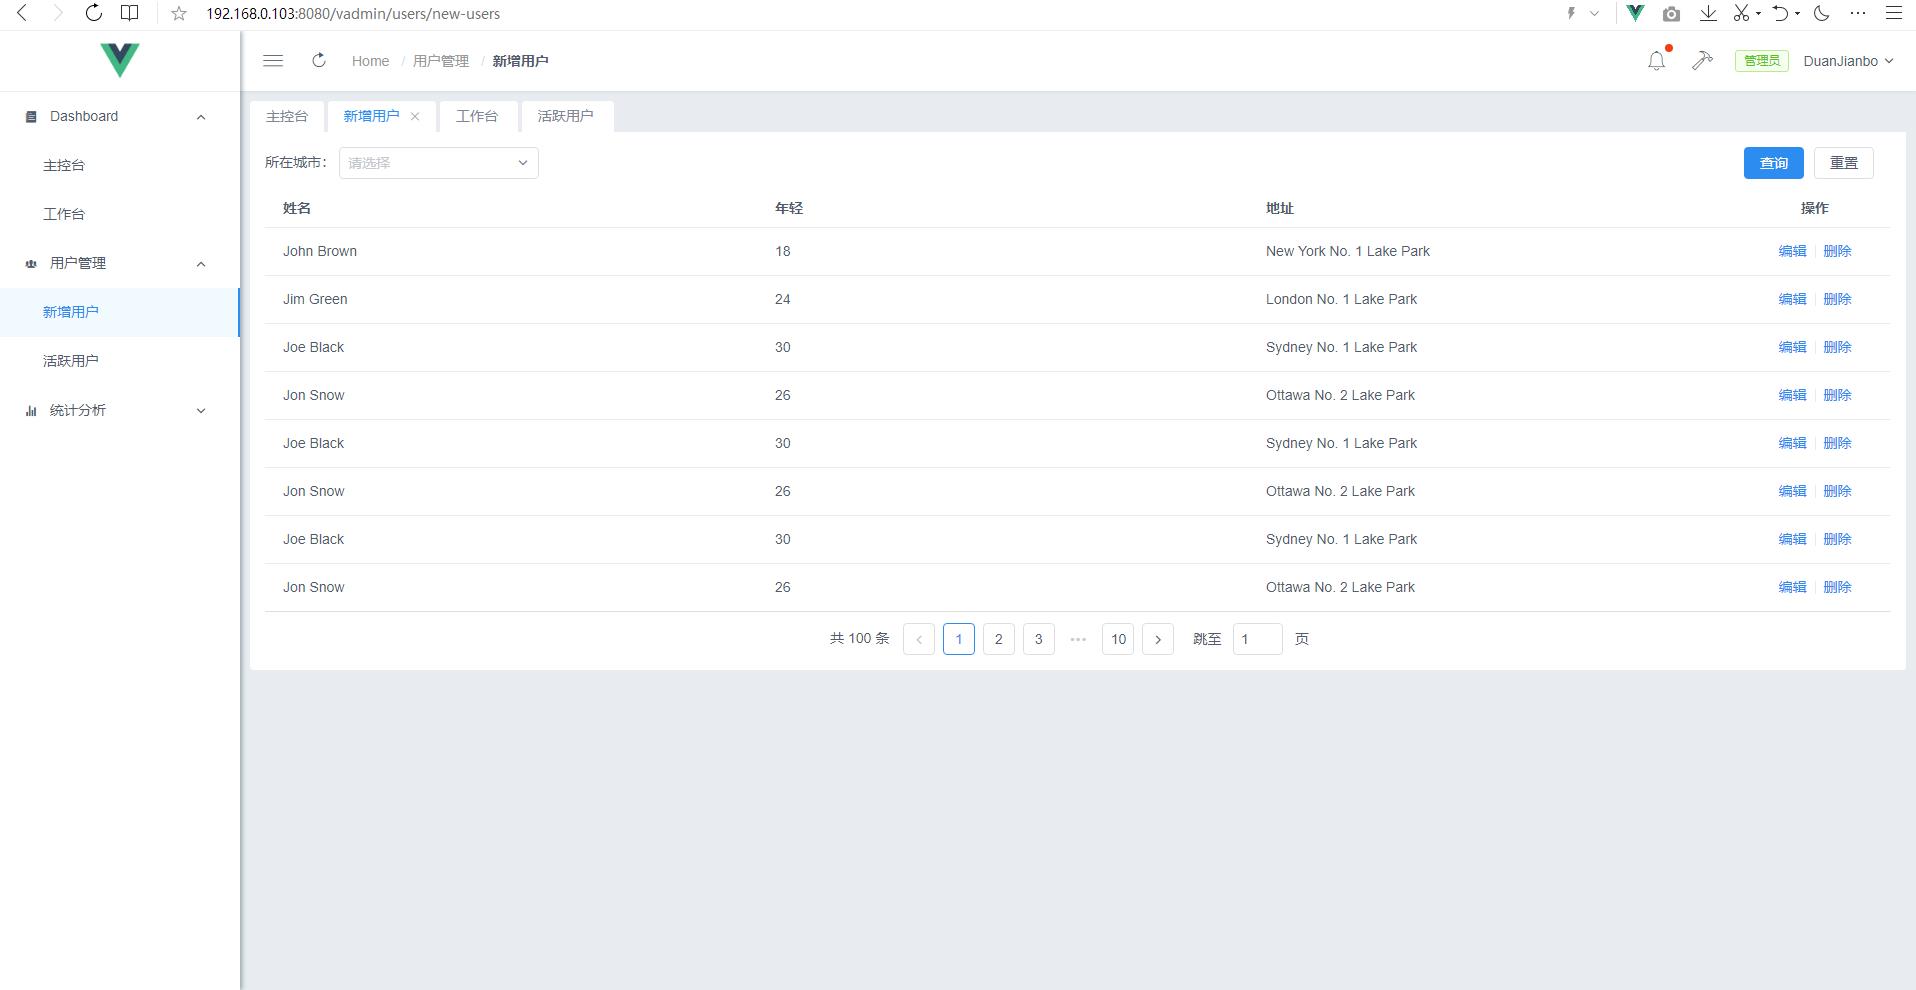 192.168.0.103:8080/vadmin/users/new-users
Home / 用户管理 / 新增用户
管理员 DuanJianbo
Dashboard
主控台
工作台
用户管理
新增用户
活跃用户
统计分析
主控台 新增用户 工作台 活跃用户
所在城市: 请选择 查询 重置
姓名 年轻 地址 操作
John Brown 18 New York No. 1 Lake Park 编辑 删除
Jim Green 24 London No. 1 Lake Park 编辑 删除
Joe Black 30 Sydney No. 1 Lake Park 编辑 删除
Jon Snow 26 Ottawa No. 2 Lake Park 编辑 删除
Joe Black 30 Sydney No. 1 Lake Park 编辑 删除
Jon Snow 26 Ottawa No. 2 Lake Park 编辑 删除
Joe Black 30 Sydney No. 1 Lake Park 编辑 删除
Jon Snow 26 Ottawa No. 2 Lake Park 编辑 删除
共 100 条 1 2 3 ••• 10 跳至 1 页